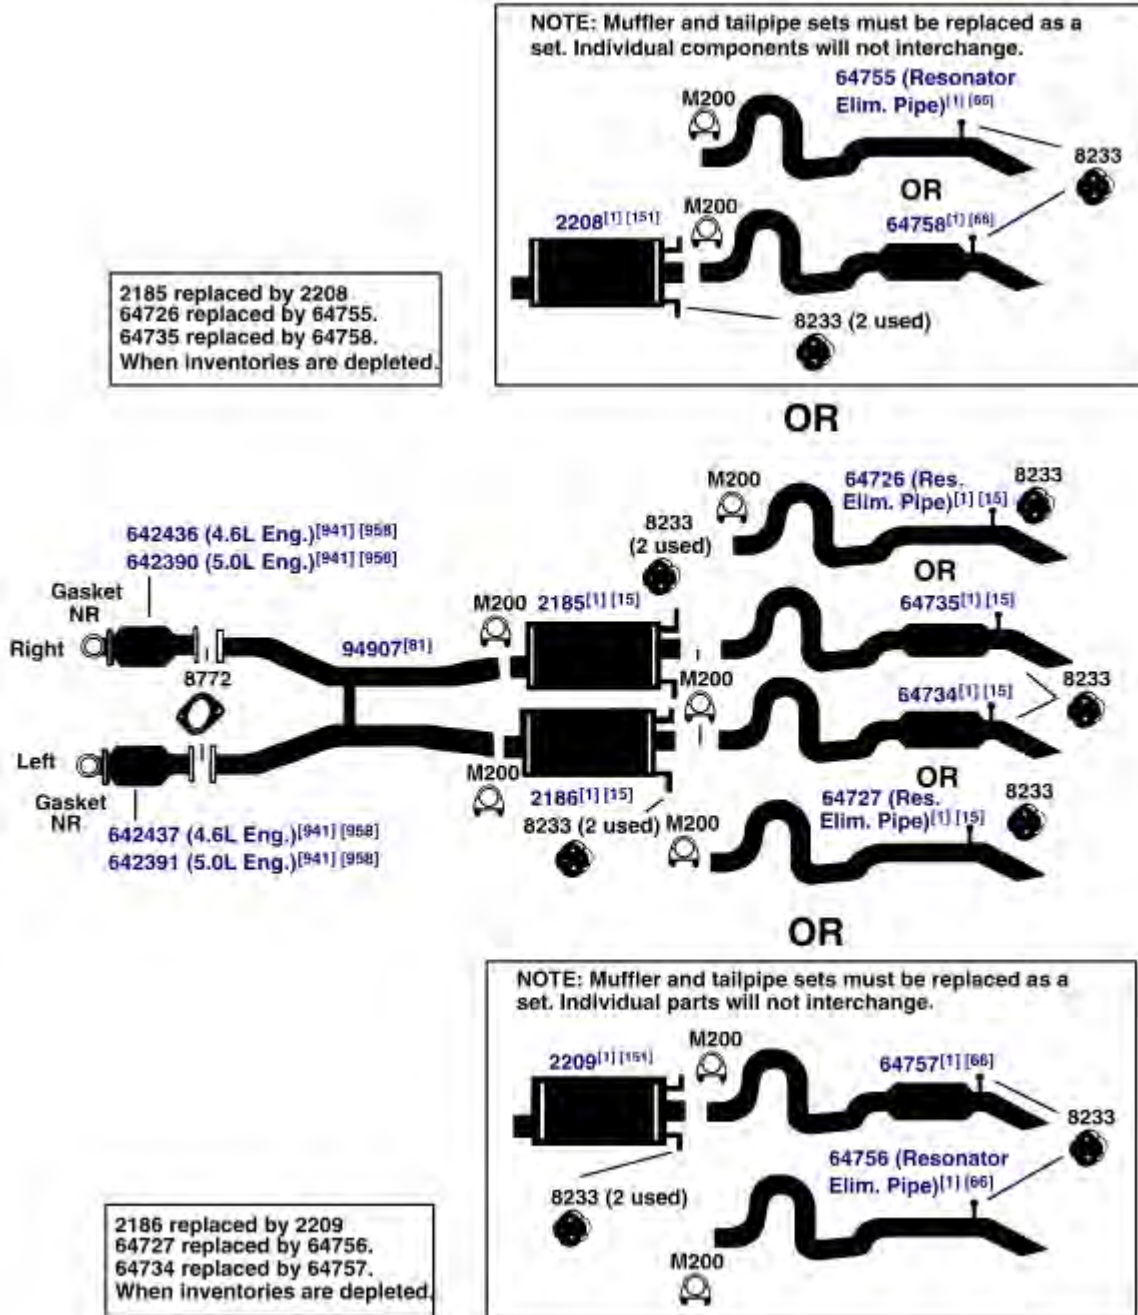 NOTE: Muffler and tailpipe sets must be replaced as a
set. Individual components will not interchange.
64755 (Resonator
Elim. Pipe)[1] [66]
M200
8233
OR
2208[1] [151]
M200
64758[1] [66]
8233 (2 used)
2185 replaced by 2208
64726 replaced by 64755.
64735 replaced by 64758.
When inventories are depleted.
OR
M200
64726 (Res.
Elim. Pipe)[1] [15]
8233
8233
(2 used)
642436 (4.6L Eng.)[941] [958]
642390 (5.0L Eng.)[941] [958]
OR
Gasket
NR
M200
2185[1] [15]
64735[1] [15]
Right
94907[81]
8772
M200
64734[1] [15]
8233
Left
M200
OR
Gasket
NR
2186[1] [15]
64727 (Res.
Elim. Pipe)[1] [15]
8233
8233 (2 used)
M200
642437 (4.6L Eng.)[941] [958]
642391 (5.0L Eng.)[941] [958]
OR
NOTE: Muffler and tailpipe sets must be replaced as a
set. Individual parts will not interchange.
M200
2209[1] [151]
64757[1] [66]
8233
64756 (Resonator
Elim. Pipe)[1] [66]
8233 (2 used)
M200
2186 replaced by 2209
64727 replaced by 64756.
64734 replaced by 64757.
When inventories are depleted.